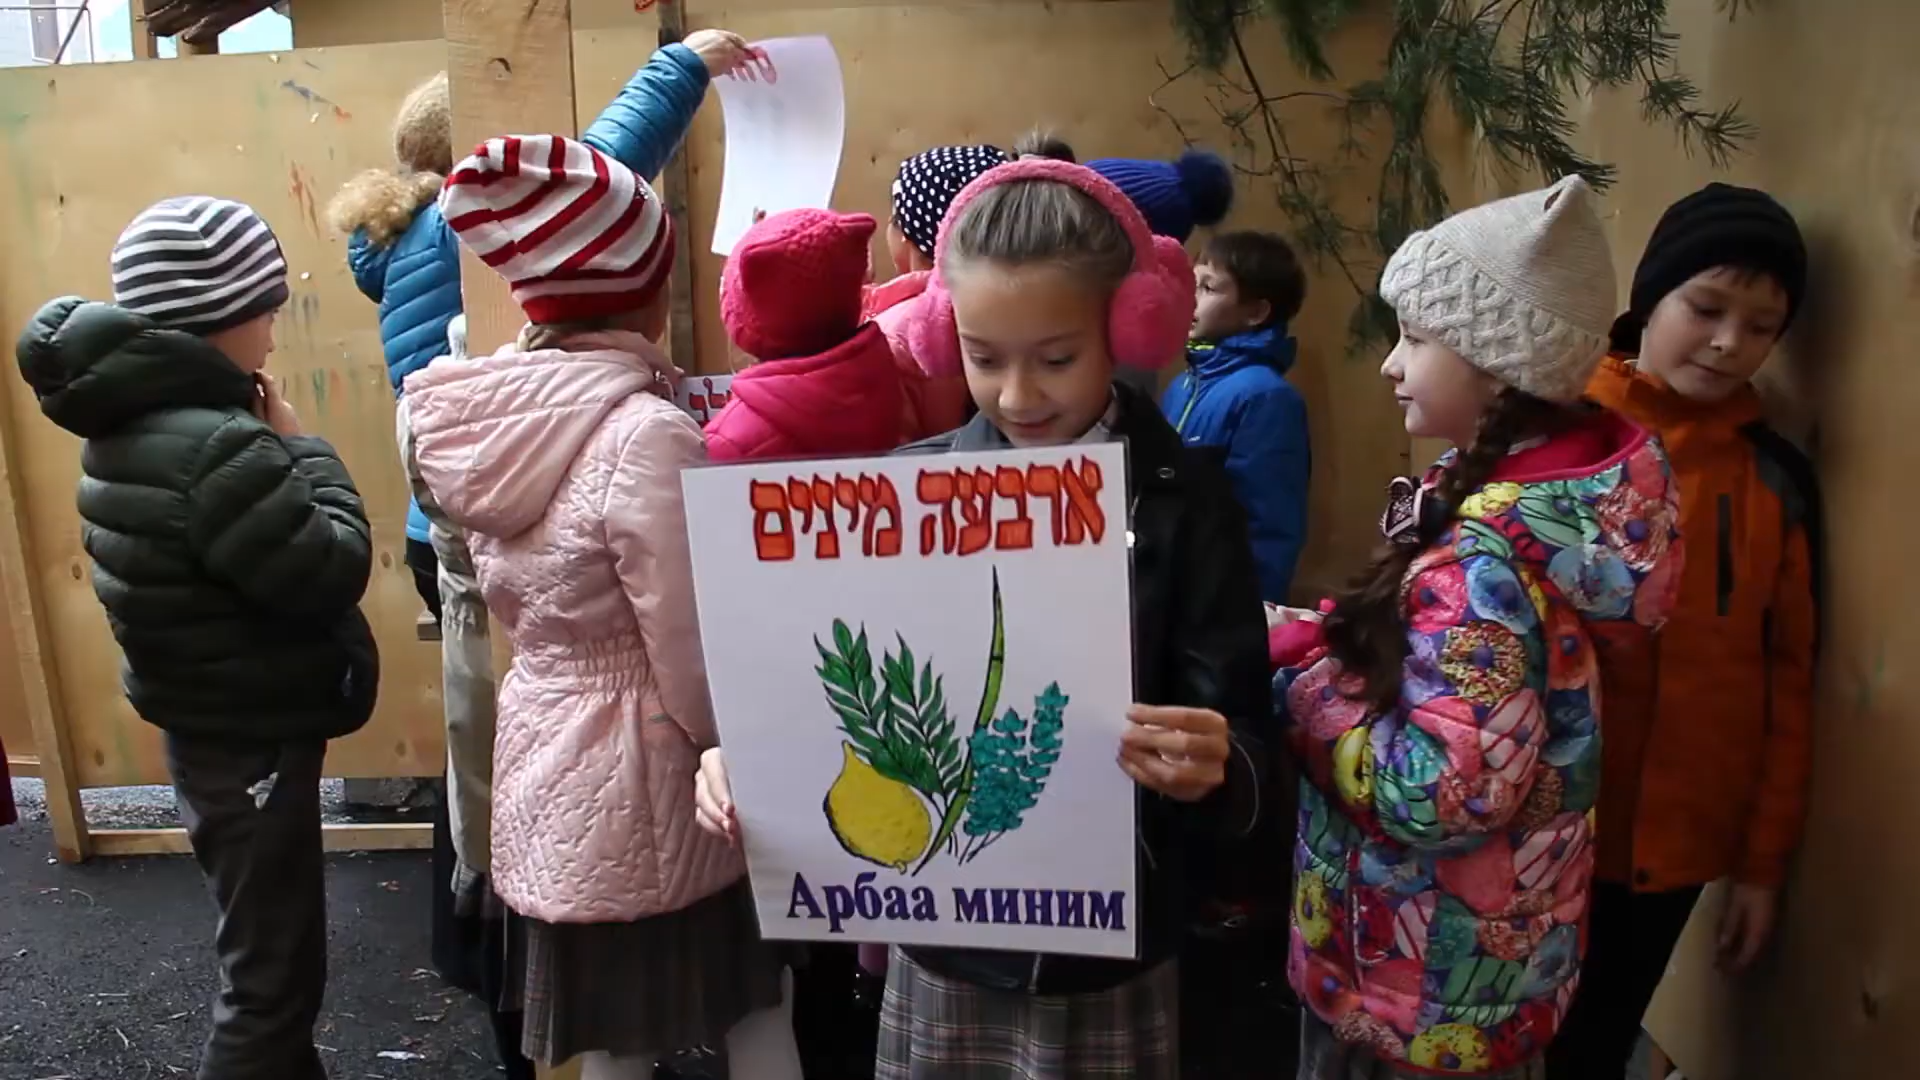 ארבעה מינים
Арбаа миним